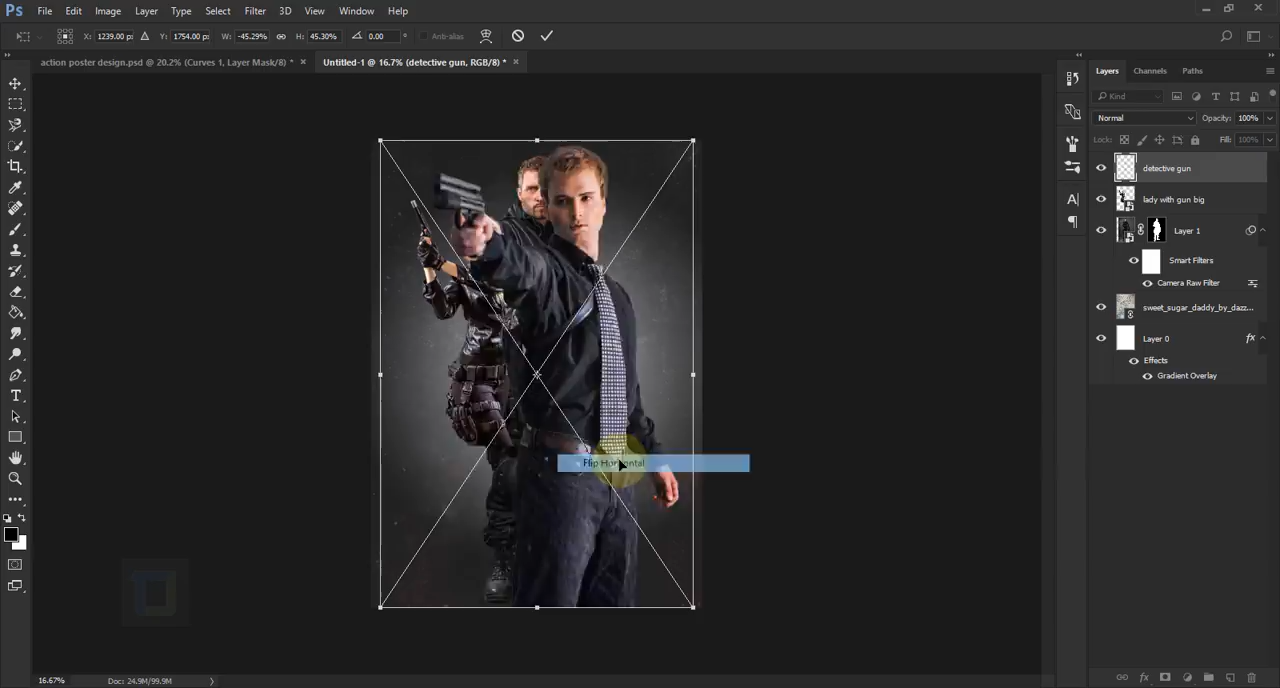 Ps File Edit Image Layer Type Select Filter 3D View Window Help
X: 1239.00 px Y: 1754.00 px W: -45.29% H: 45.30% 0.00 ° Anti-alias
action poster design.psd @ 20.2% (Curves 1, Layer Mask/8) * × Untitled-1 @ 16.7% (detective gun, RGB/8) * ×
Layers Channels Paths
Kind
Normal Opacity: 100%
Lock: Fill: 100%
detective gun
lady with gun big
Layer 1
Smart Filters
Camera Raw Filter
sweet_sugar_daddy_by_dazz...
Layer 0 fx
Effects
Gradient Overlay
Flip Horizontal
16.67% Doc: 24.9M/99.9M